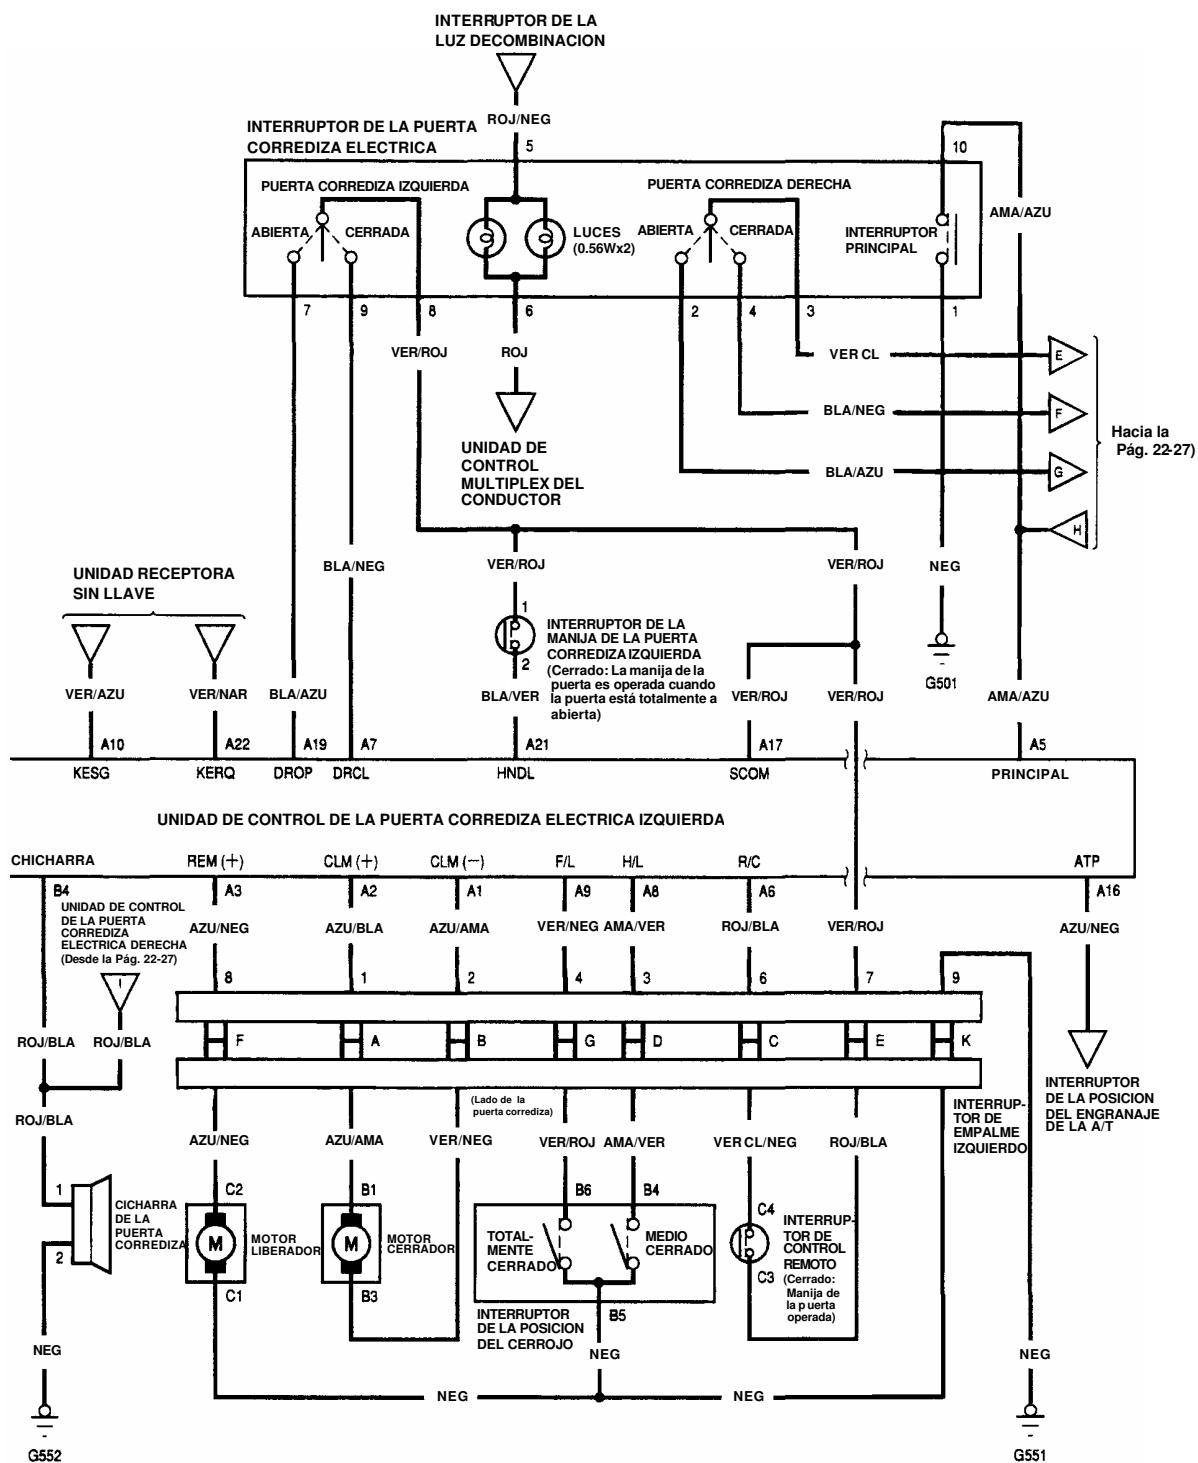 INTERRUPTOR DE LA
LUZ DECOMBINACION
ROJ/NEG
INTERRUPTOR DE LA PUERTA
CORREDIZA ELECTRICA
5
10
PUERTA CORREDIZA IZQUIERDA
PUERTA CORREDIZA DERECHA
AMA/AZU
ABIERTA
CERRADA
LUCES
(0.56Wx2)
ABIERTA
CERRADA
INTERRUPTOR
PRINCIPAL
7
9
8
6
2
4
3
1
VER/ROJ
ROJ
VER CL
E
BLA/NEG
F
BLA/AZU
G
H
Hacia la
Pág. 22-27)
UNIDAD DE
CONTROL
MULTIPLEX DEL
CONDUCTOR
BLA/NEG
VER/ROJ
VER/ROJ
NEG
UNIDAD RECEPTORA
SIN LLAVE
1
2
INTERRUPTOR DE LA
MANIJA DE LA PUERTA
CORREDIZA IZQUIERDA
(Cerrado: La manija de la
puerta es operada cuando
la puerta está totalmente a
abierta)
G501
VER/AZU
VER/NAR
BLA/AZU
BLA/VER
VER/ROJ
VER/ROJ
AMA/AZU
A10
A22
A19
A7
A21
A17
A5
KESG
KERQ
DROP
DRCL
HNDL
SCOM
PRINCIPAL
UNIDAD DE CONTROL DE LA PUERTA CORREDIZA ELECTRICA IZQUIERDA
CHICHARRA
REM (+)
CLM (+)
CLM (−)
F/L
H/L
R/C
ATP
B4
A3
A2
A1
A9
A8
A6
A16
UNIDAD DE CONTROL
DE LA PUERTA
CORREDIZA
ELECTRICA DERECHA
(Desde la Pág. 22-27)
I
AZU/NEG
AZU/BLA
AZU/AMA
VER/NEG
AMA/VER
ROJ/BLA
VER/ROJ
AZU/NEG
8
1
2
4
3
6
7
9
ROJ/BLA
ROJ/BLA
F
A
B
G
D
C
E
K
ROJ/BLA
(Lado de la
puerta corrediza)
INTERRUP-
TOR DE
EMPALME
IZQUIERDO
INTERRUPTOR
DE LA POSICION
DEL ENGRANAJE
DE LA A/T
AZU/NEG
AZU/AMA
VER/NEG
VER/ROJ
AMA/VER
VER CL/NEG
ROJ/BLA
1
2
CICHARRA
DE LA
PUERTA
CORREDIZA
C2
M
MOTOR
LIBERADOR
C1
B1
M
MOTOR
CERRADOR
B3
B6
B4
TOTAL-
MENTE
CERRADO
MEDIO
CERRADO
B5
INTERRUPTOR
DE LA POSICION
DEL CERROJO
C4
C3
INTERRUP-
TOR DE
CONTROL
REMOTO
(Cerrado:
Manija de
la puerta
operada)
NEG
NEG
NEG
NEG
NEG
G552
G551